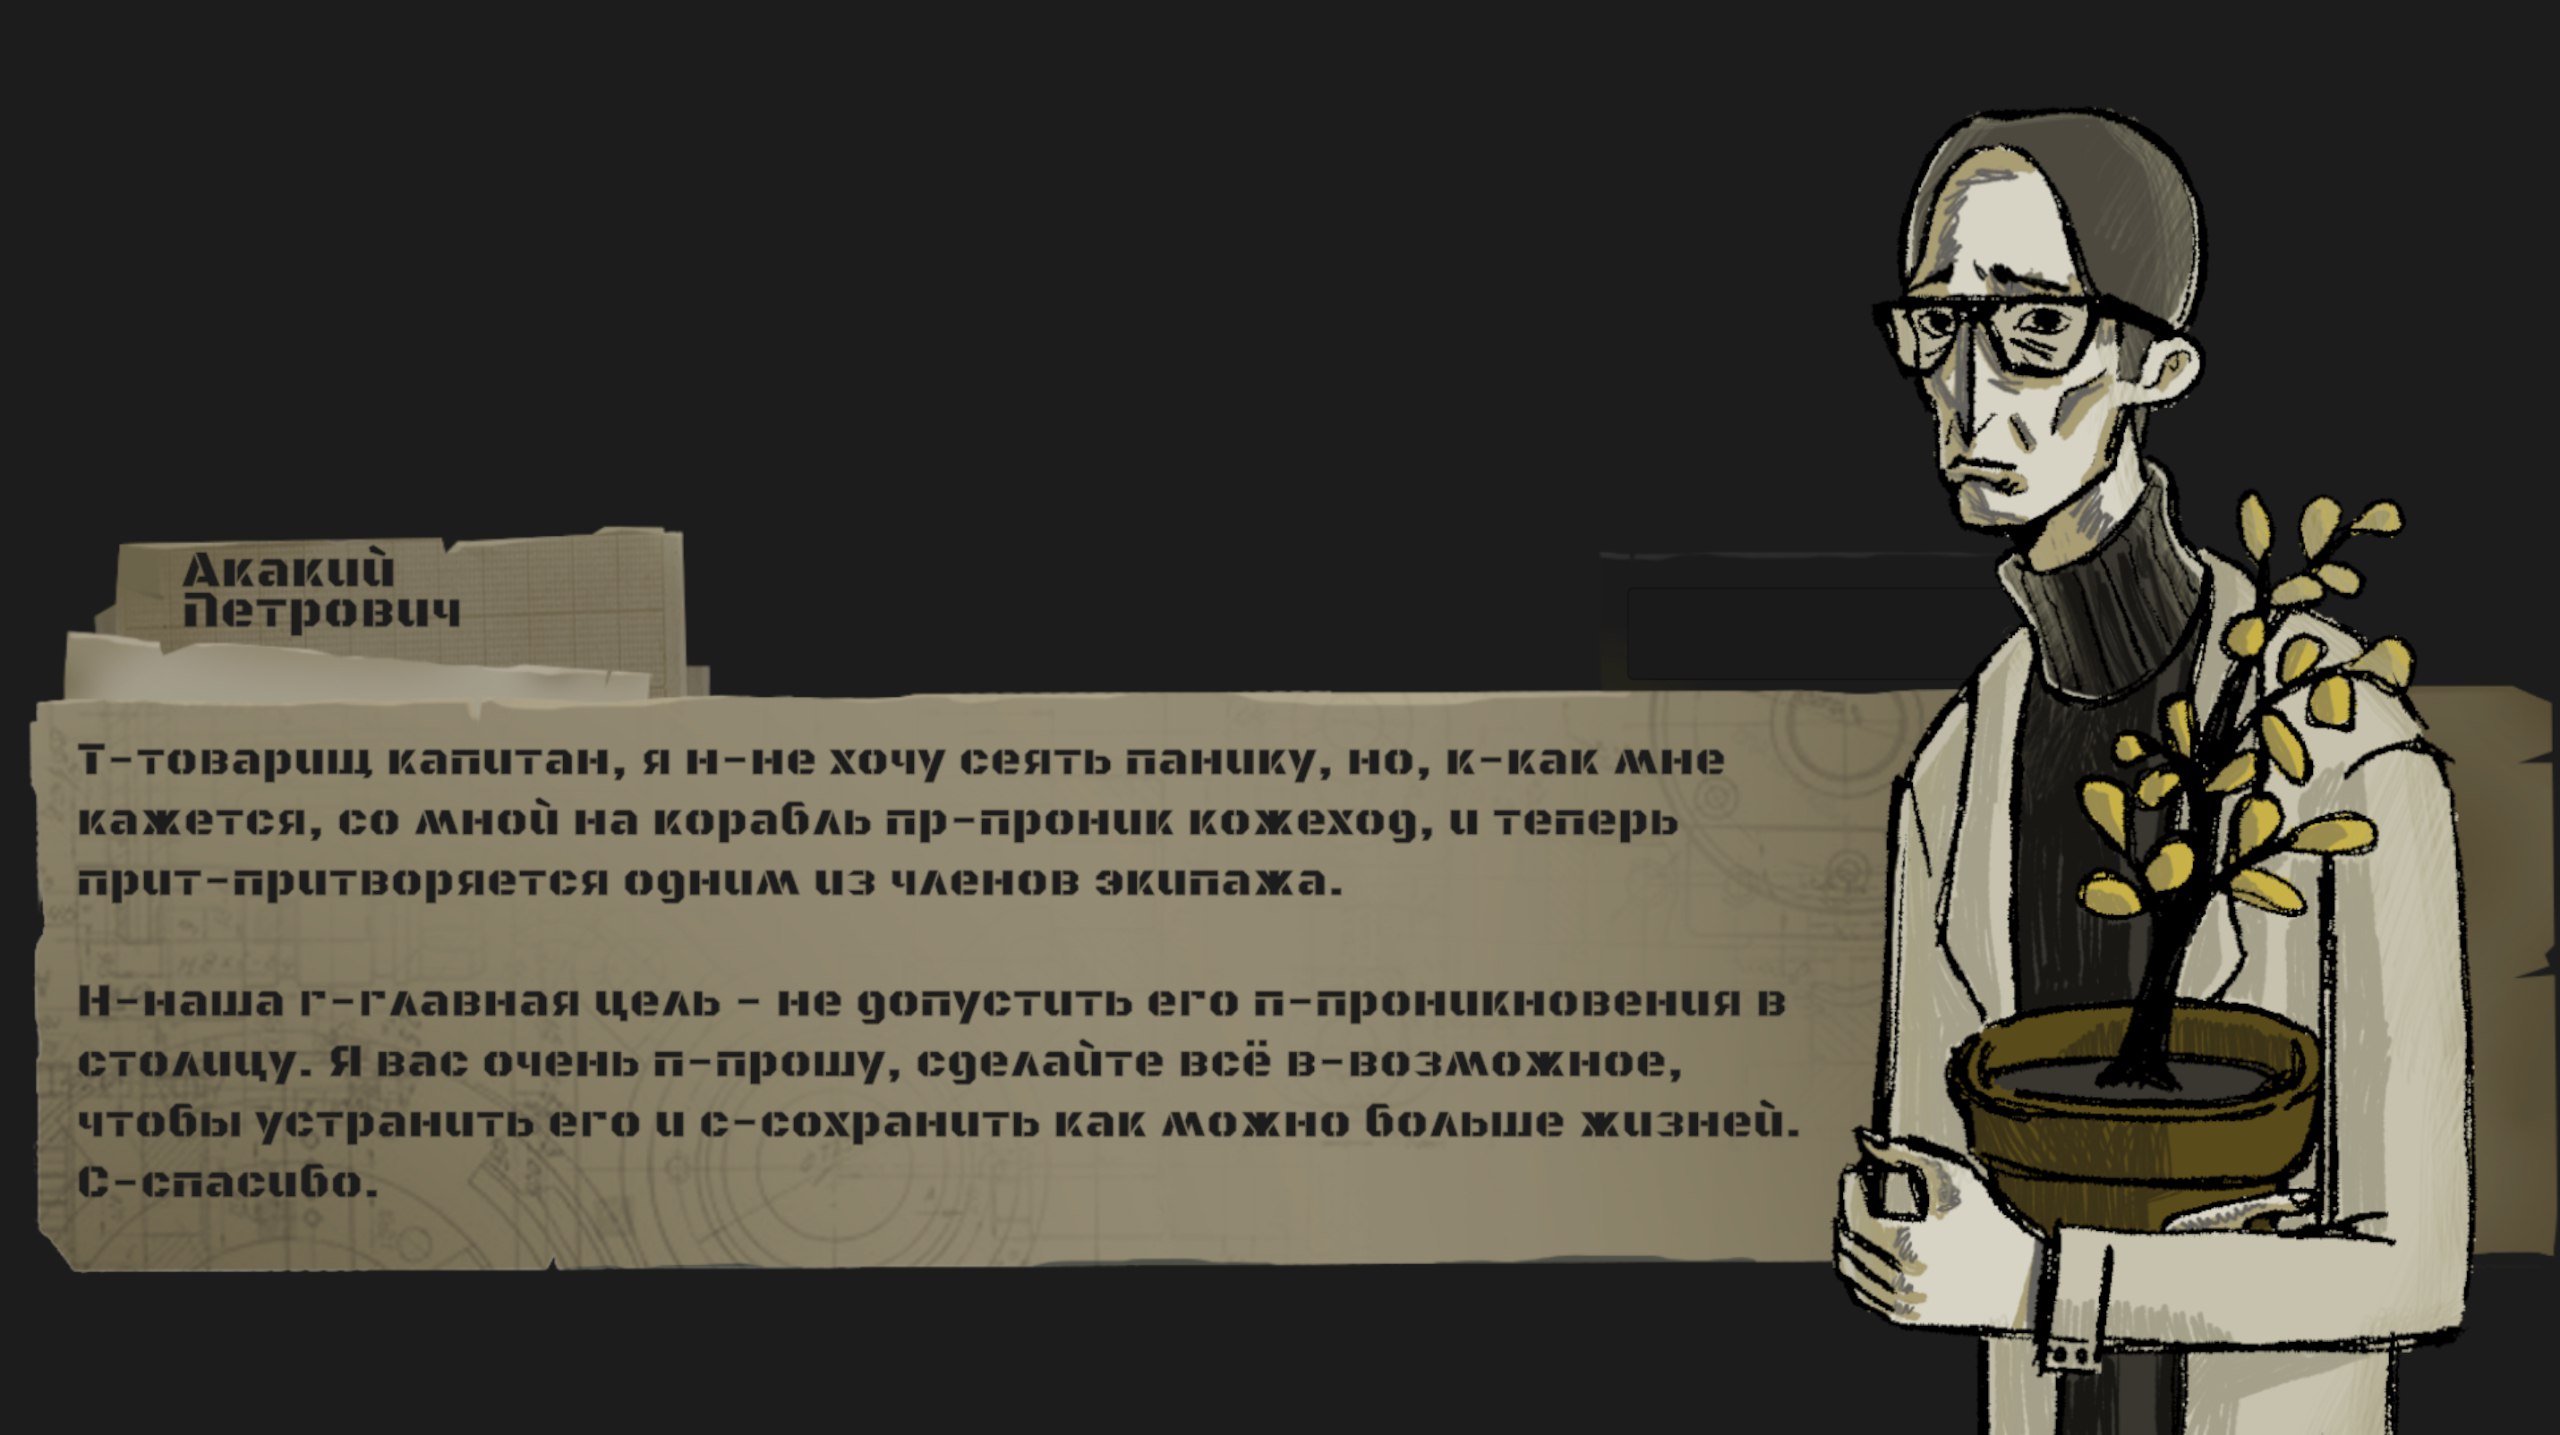 Акакий
Петрович
Т-товарищ капитан, я н-не хочу сеять панику, но, к-как мне
кажется, со мной на корабль пр-проник кожеход, и теперь
прит-притворяется одним из членов экипажа.
Н-наша г-главная цель - не допустить его п-проникновения в
столицу. Я вас очень п-прошу, сделайте всё в-возможное,
чтобы устранить его и с-сохранить как можно больше жизней.
С-спасибо.